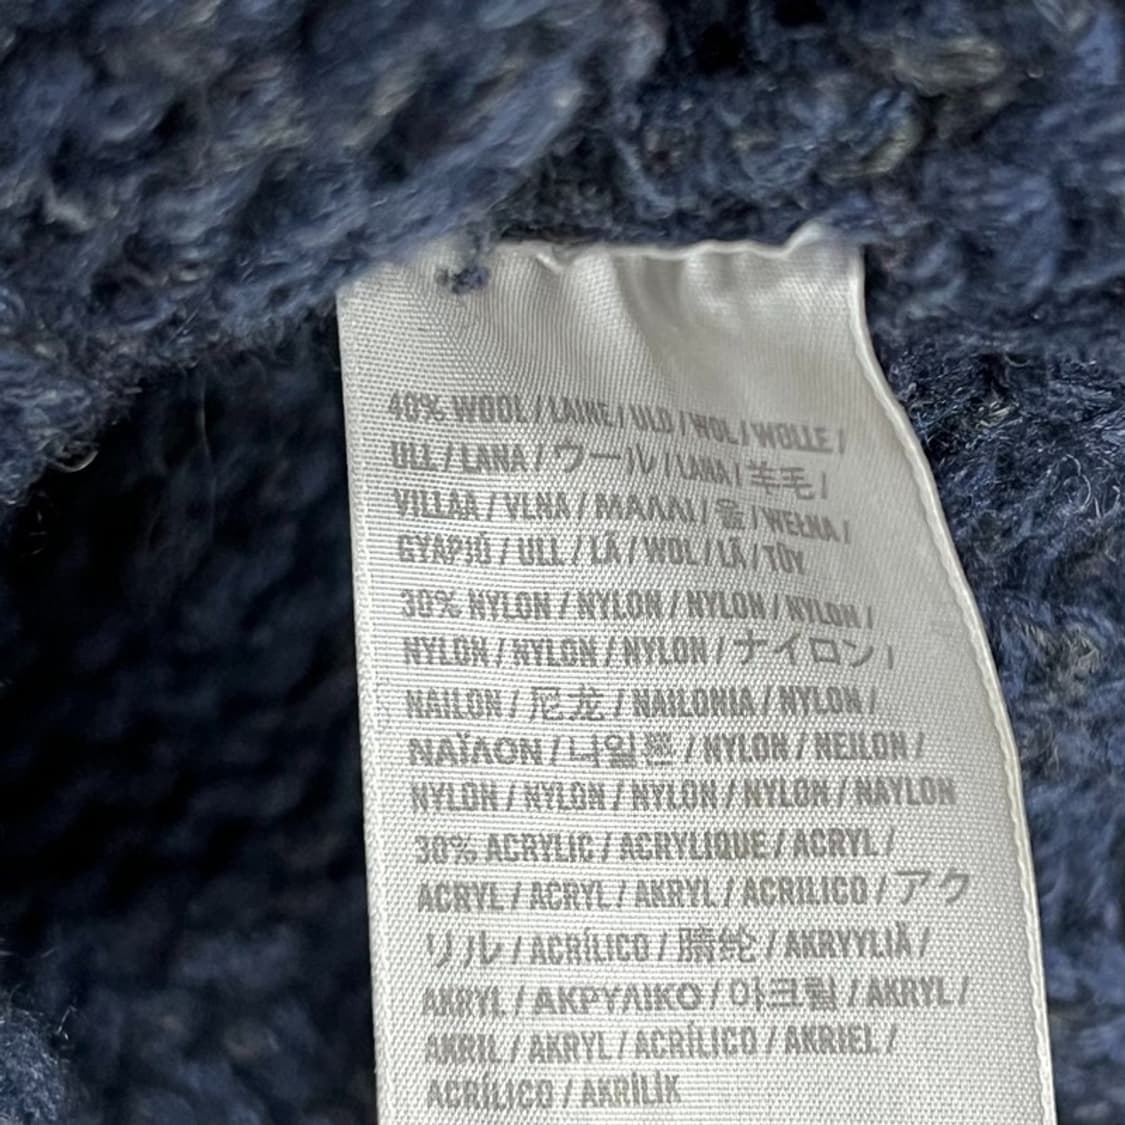 40% WOOL / LAINE / ULD / WOL / WOLLE /
ULL / LANA / ウール / LANA / 羊毛 /
VILLAA / VLNA / ΜΑΛΛΙ / 울 / WEŁNA /
GYAPJÚ / ULL / LÃ / WOL / LÃ / TÜY
30% NYLON / NYLON / NYLON / NYLON /
NYLON / NYLON / NYLON / ナイロン /
NAILON / 尼龙 / NAILONIA / NYLON /
ΝΑΪΛΟΝ / 나일론 / NYLON / NEJLON /
NYLON / NYLON / NYLON / NYLON / NAYLON
30% ACRYLIC / ACRYLIQUE / ACRYL /
ACRYL / ACRYL / AKRYL / ACRILICO / アク
リル / ACRÍLICO / 腈纶 / AKRYYLIÄ /
AKRYL / ΑΚΡΥΛΙΚΟ / 아크릴 / AKRYL /
AKRIL / AKRYL / ACRÍLICO / AKRIEL /
ACRÍLICO / AKRİLİK